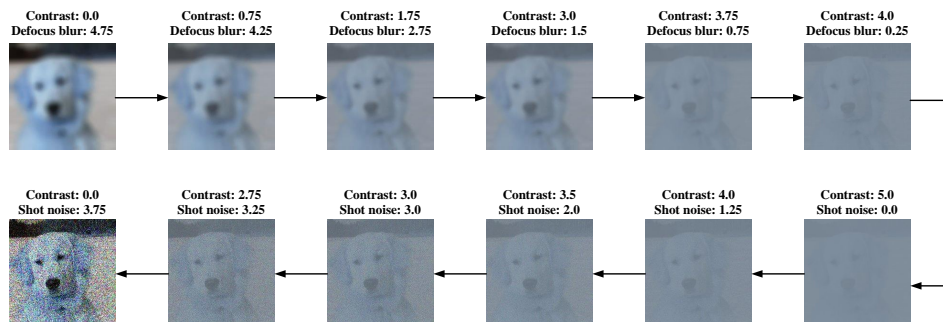 Contrast: 0.0
Defocus blur: 4.75
Contrast: 0.75
Defocus blur: 4.25
Contrast: 1.75
Defocus blur: 2.75
Contrast: 3.0
Defocus blur: 1.5
Contrast: 3.75
Defocus blur: 0.75
Contrast: 4.0
Defocus blur: 0.25
Contrast: 0.0
Shot noise: 3.75
Contrast: 2.75
Shot noise: 3.25
Contrast: 3.0
Shot noise: 3.0
Contrast: 3.5
Shot noise: 2.0
Contrast: 4.0
Shot noise: 1.25
Contrast: 5.0
Shot noise: 0.0